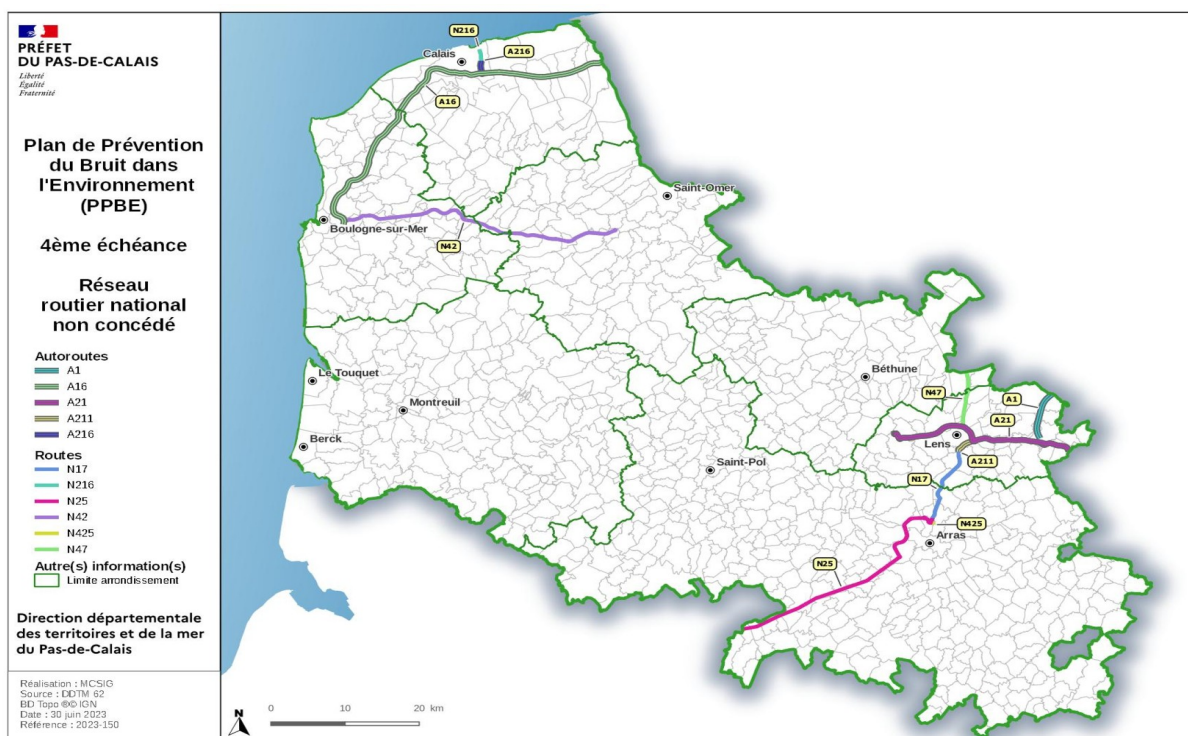 PRÉFET
DU PAS-DE-CALAIS
Liberté
Égalité
Fraternité
Plan de Prévention
du Bruit dans
l'Environnement
(PPBE)
4ème échéance
Réseau
routier national
non concédé
Autoroutes
A1
A16
A21
A211
A216
Routes
N17
N216
N25
N42
N425
N47
Autre(s) information(s)
Limite arrondissement
Direction départementale
des territoires et de la mer
du Pas-de-Calais
Réalisation : MCSIG
Source : DDTM 62
BD Topo ®© IGN
Date : 30 juin 2023
Référence : 2023-150
N216
Calais
A216
A16
Saint-Omer
Boulogne-sur-Mer
N42
Le Touquet
Béthune
N47
A1
Montreuil
A21
Berck
Lens
A211
Saint-Pol
N17
N425
Arras
N25
N
0 10 20 km